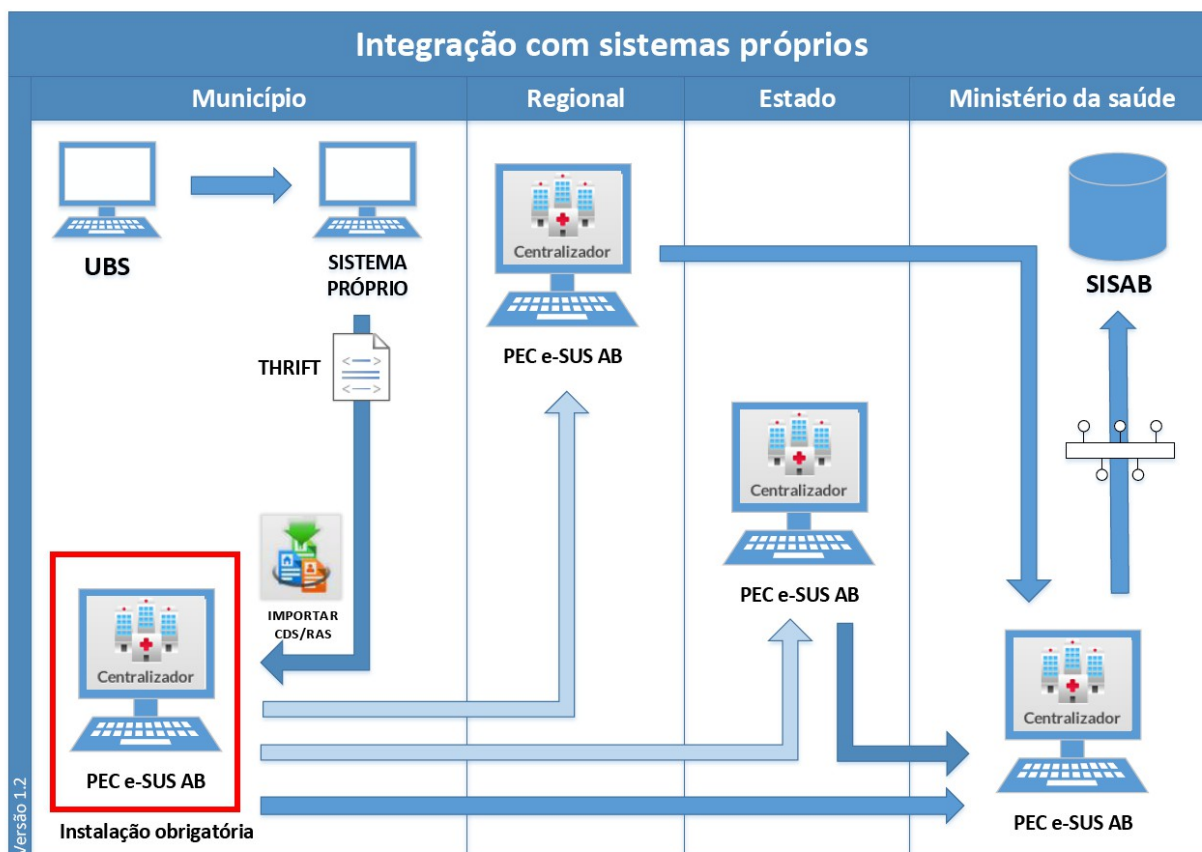 Integração com sistemas próprios
Município
Regional
Estado
Ministério da saúde
UBS
SISTEMA
PRÓPRIO
THRIFT
IMPORTAR
CDS/RAS
Centralizador
PEC e-SUS AB
Instalação obrigatória
Centralizador
PEC e-SUS AB
Centralizador
PEC e-SUS AB
SISAB
Centralizador
PEC e-SUS AB
Versão 1.2